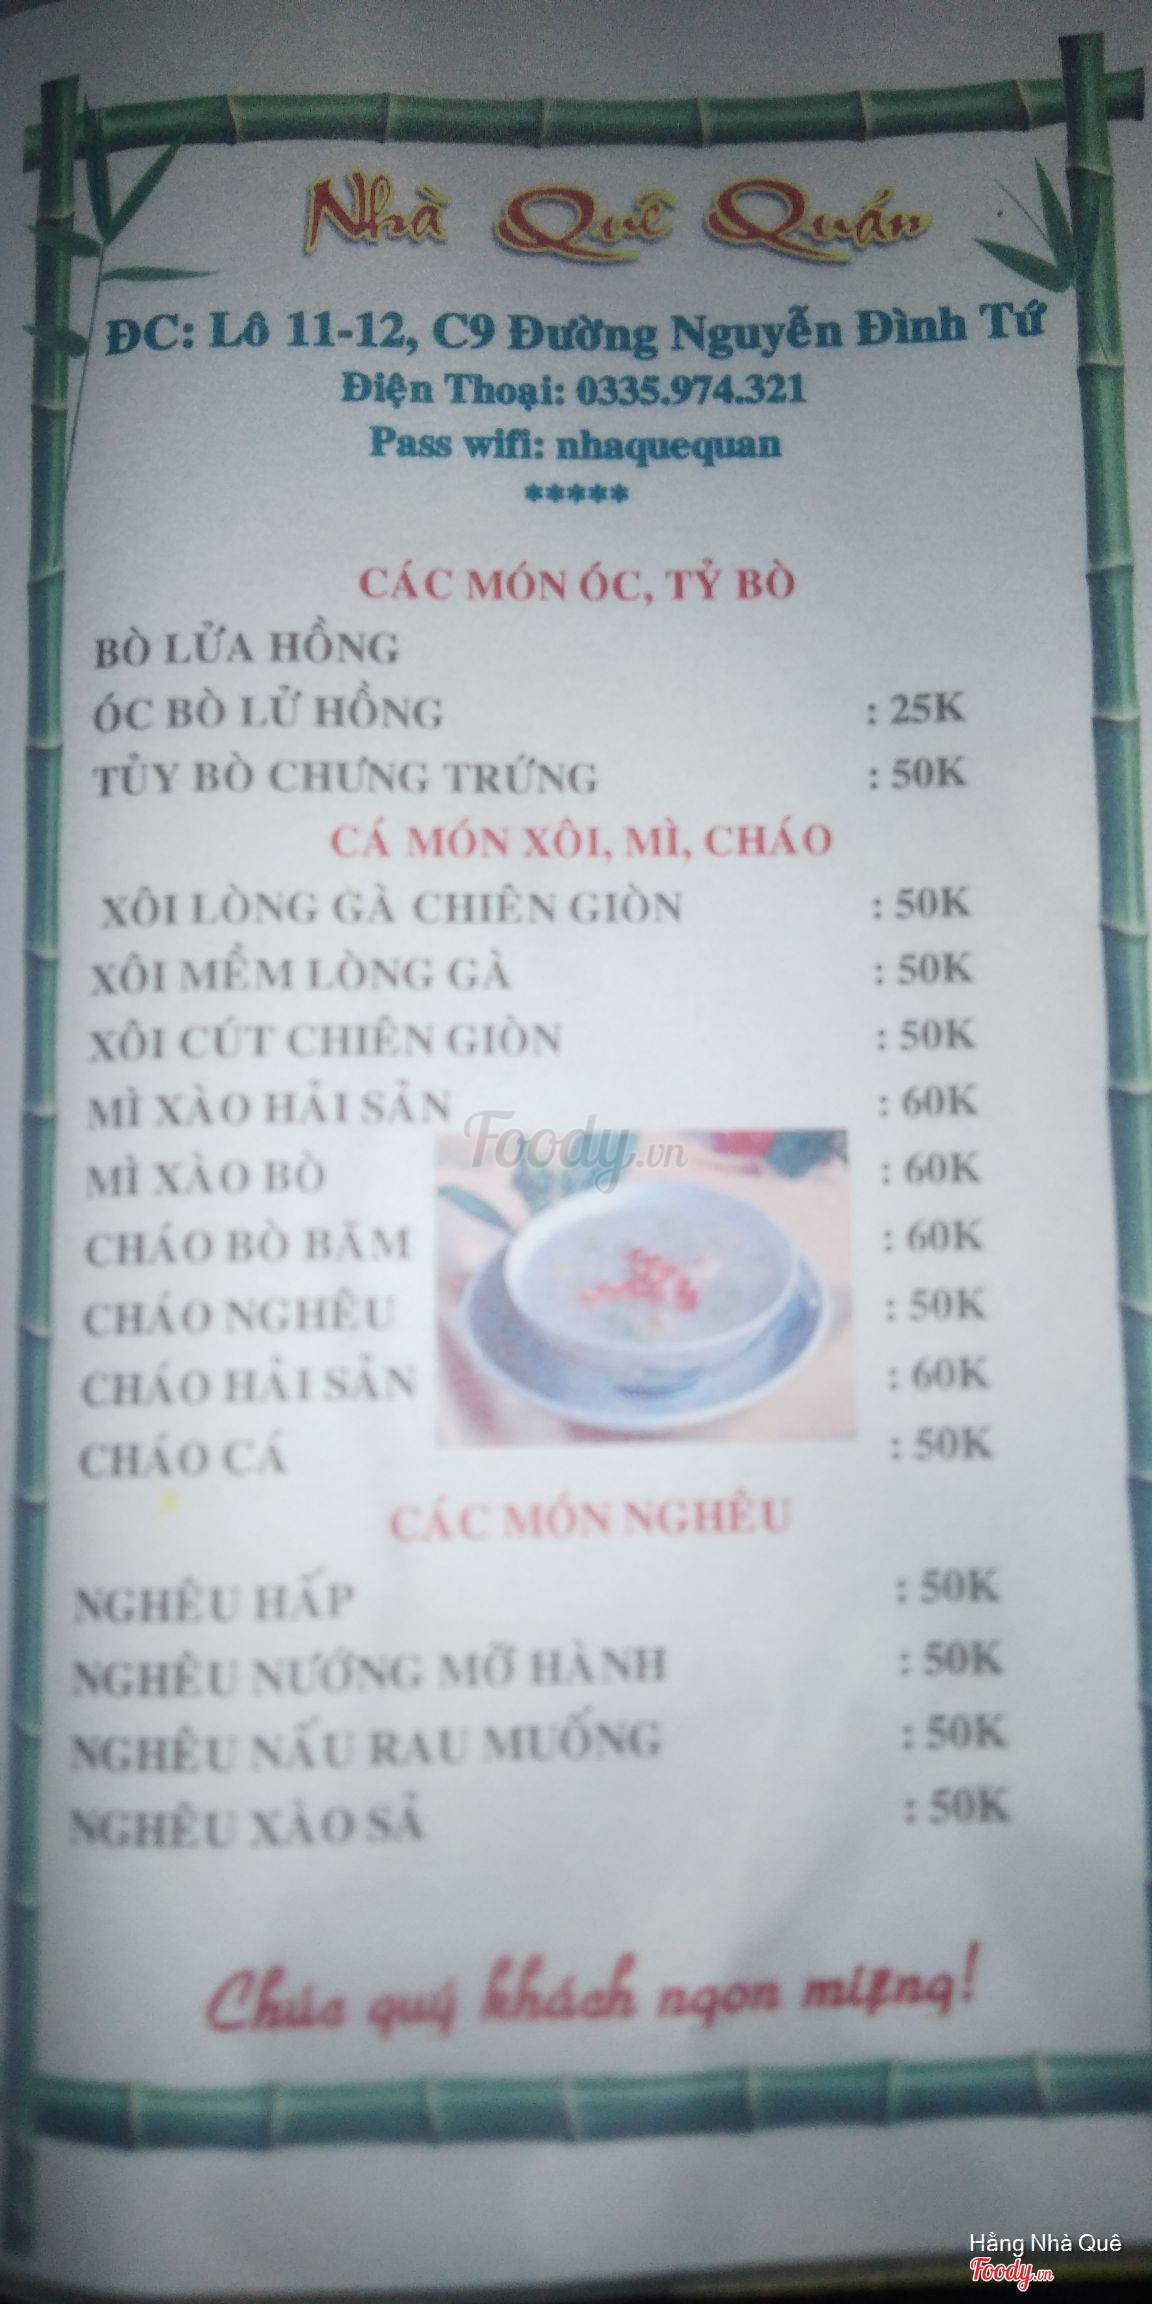 Nhà Quê Quán
ĐC: Lô 11-12, C9 Đường Nguyễn Đình Tứ
Điện Thoại: 0335.974.321
Pass wifi: nhaquequan
*****
CÁC MÓN ÓC, TỶ BÒ
BÒ LỬA HỒNG
ÓC BÒ LỬ HỒNG : 25K
TỦY BÒ CHƯNG TRỨNG : 50K
CÁ MÓN XÔI, MÌ, CHÁO
XÔI LÒNG GÀ CHIÊN GIÒN : 50K
XÔI MỀM LÒNG GÀ : 50K
XÔI CÚT CHIÊN GIÒN : 50K
MÌ XÀO HẢI SẢN : 60K
Foody.vn
MÌ XÀO BÒ : 60K
CHÁO BÒ BĂM : 60K
CHÁO NGHÊU : 50K
CHÁO HẢI SẢN : 60K
CHÁO CÁ : 50K
CÁC MÓN NGHÊU
NGHÊU HẤP : 50K
NGHÊU NƯỚNG MỠ HÀNH : 50K
NGHÊU NẤU RAU MUỐNG : 50K
NGHÊU XÀO SẢ : 50K
Chúc quý khách ngon miệng!
Hằng Nhà Quê
Foody.vn